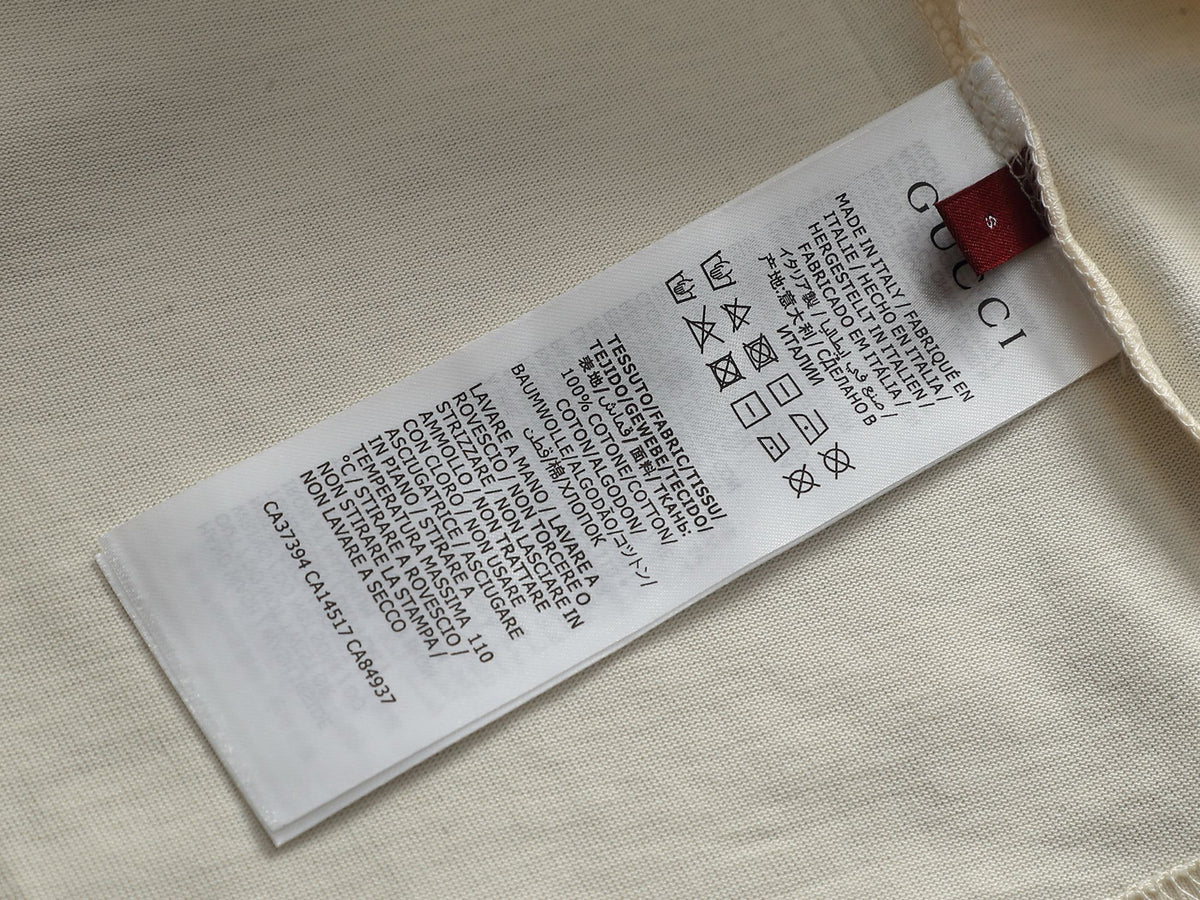 GUCCI
S
MADE IN ITALY / FABRIQUÉ EN
ITALIE / HECHO EN ITALIA /
HERGESTELLT IN ITALIEN /
FABRICADO EM ITALIA /
イタリア製 / صنع في إيطاليا / СДЕЛАНО В
产地:意大利 / ИТАЛИИ
TESSUTO/FABRIC/TISSU/
TEJIDO/GEWEBE/TECIDO/
表地/قماش/面料/ТКАНЬ:
100% COTONE/COTTON/
COTON/ALGODON/
BAUMWOLLE/ALGODÃO/コットン/
قطن/棉/ХЛОПОК
LAVARE A MANO / LAVARE A
ROVESCIO / NON TORCERE O
STRIZZARE / NON LASCIARE IN
AMMOLLO / NON TRATTARE
CON CLORO / NON USARE
ASCIUGATRICE / ASCIUGARE
IN PIANO / STIRARE A
TEMPERATURA MASSIMA 110
°C/ STIRARE A ROVESCIO /
NON STIRARE LA STAMPA /
NON LAVARE A SECCO
CA37394 CA14517 CA84937